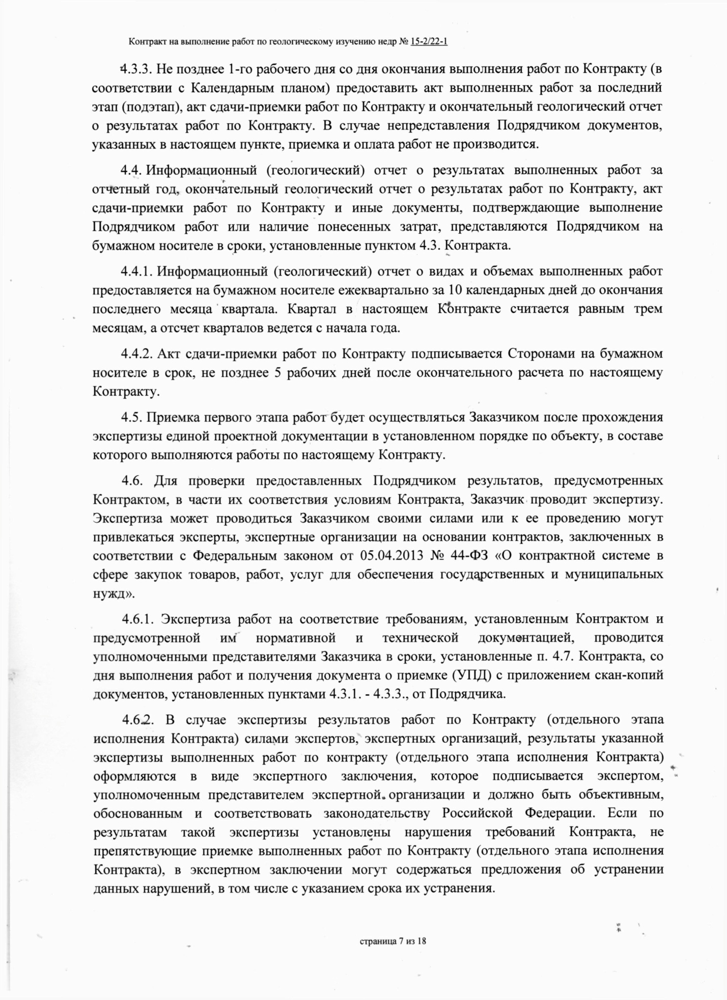 Контракт на выполнение работ по геологическому изучению недр № 15-2/22-1
4.3.3. Не позднее 1-го рабочего дня со дня окончания выполнения работ по Контракту (в
соответствии с Календарным планом) предоставить акт выполненных работ за последний
этап (подэтап), акт сдачи-приемки работ по Контракту и окончательный геологический отчет
о результатах работ по Контракту. В случае непредставления Подрядчиком документов,
указанных в настоящем пункте, приемка и оплата работ не производится.
4.4. Информационный (геологический) отчет о результатах выполненных работ за
отчетный год, окончательный геологический отчет о результатах работ по Контракту, акт
сдачи-приемки работ по Контракту и иные документы, подтверждающие выполнение
Подрядчиком работ или наличие понесенных затрат, представляются Подрядчиком на
бумажном носителе в сроки, установленные пунктом 4.3. Контракта.
4.4.1. Информационный (геологический) отчет о видах и объемах выполненных работ
предоставляется на бумажном носителе ежеквартально за 10 календарных дней до окончания
последнего месяца квартала. Квартал в настоящем Контракте считается равным трем
месяцам, а отсчет кварталов ведется с начала года.
4.4.2. Акт сдачи-приемки работ по Контракту подписывается Сторонами на бумажном
носителе в срок, не позднее 5 рабочих дней после окончательного расчета по настоящему
Контракту.
4.5. Приемка первого этапа работ будет осуществляться Заказчиком после прохождения
экспертизы единой проектной документации в установленном порядке по объекту, в составе
которого выполняются работы по настоящему Контракту.
4.6. Для проверки предоставленных Подрядчиком результатов, предусмотренных
Контрактом, в части их соответствия условиям Контракта, Заказчик проводит экспертизу.
Экспертиза может проводиться Заказчиком своими силами или к ее проведению могут
привлекаться эксперты, экспертные организации на основании контрактов, заключенных в
соответствии с Федеральным законом от 05.04.2013 № 44-ФЗ «О контрактной системе в
сфере закупок товаров, работ, услуг для обеспечения государственных и муниципальных
нужд».
4.6.1. Экспертиза работ на соответствие требованиям, установленным Контрактом и
предусмотренной им нормативной и технической документацией, проводится
уполномоченными представителями Заказчика в сроки, установленные п. 4.7. Контракта, со
дня выполнения работ и получения документа о приемке (УПД) с приложением скан-копий
документов, установленных пунктами 4.3.1. - 4.3.3., от Подрядчика.
4.6.2. В случае экспертизы результатов работ по Контракту (отдельного этапа
исполнения Контракта) силами экспертов, экспертных организаций, результаты указанной
экспертизы выполненных работ по контракту (отдельного этапа исполнения Контракта)
оформляются в виде экспертного заключения, которое подписывается экспертом,
уполномоченным представителем экспертной организации и должно быть объективным,
обоснованным и соответствовать законодательству Российской Федерации. Если по
результатам такой экспертизы установлены нарушения требований Контракта, не
препятствующие приемке выполненных работ по Контракту (отдельного этапа исполнения
Контракта), в экспертном заключении могут содержаться предложения об устранении
данных нарушений, в том числе с указанием срока их устранения.
страница 7 из 18